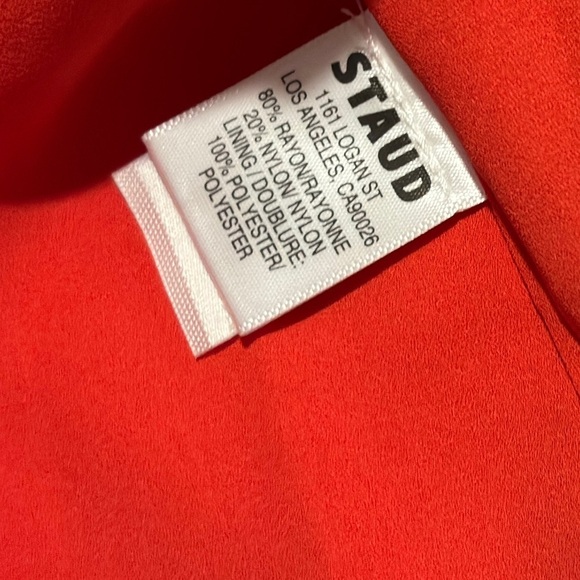 STAUD
1161 LOGAN ST
LOS ANGELES, CA90026
80% RAYON/RAYONNE
20% NYLON/ NYLON
LINING / DOUBLURE:
100% POLYESTER/
POLYESTER